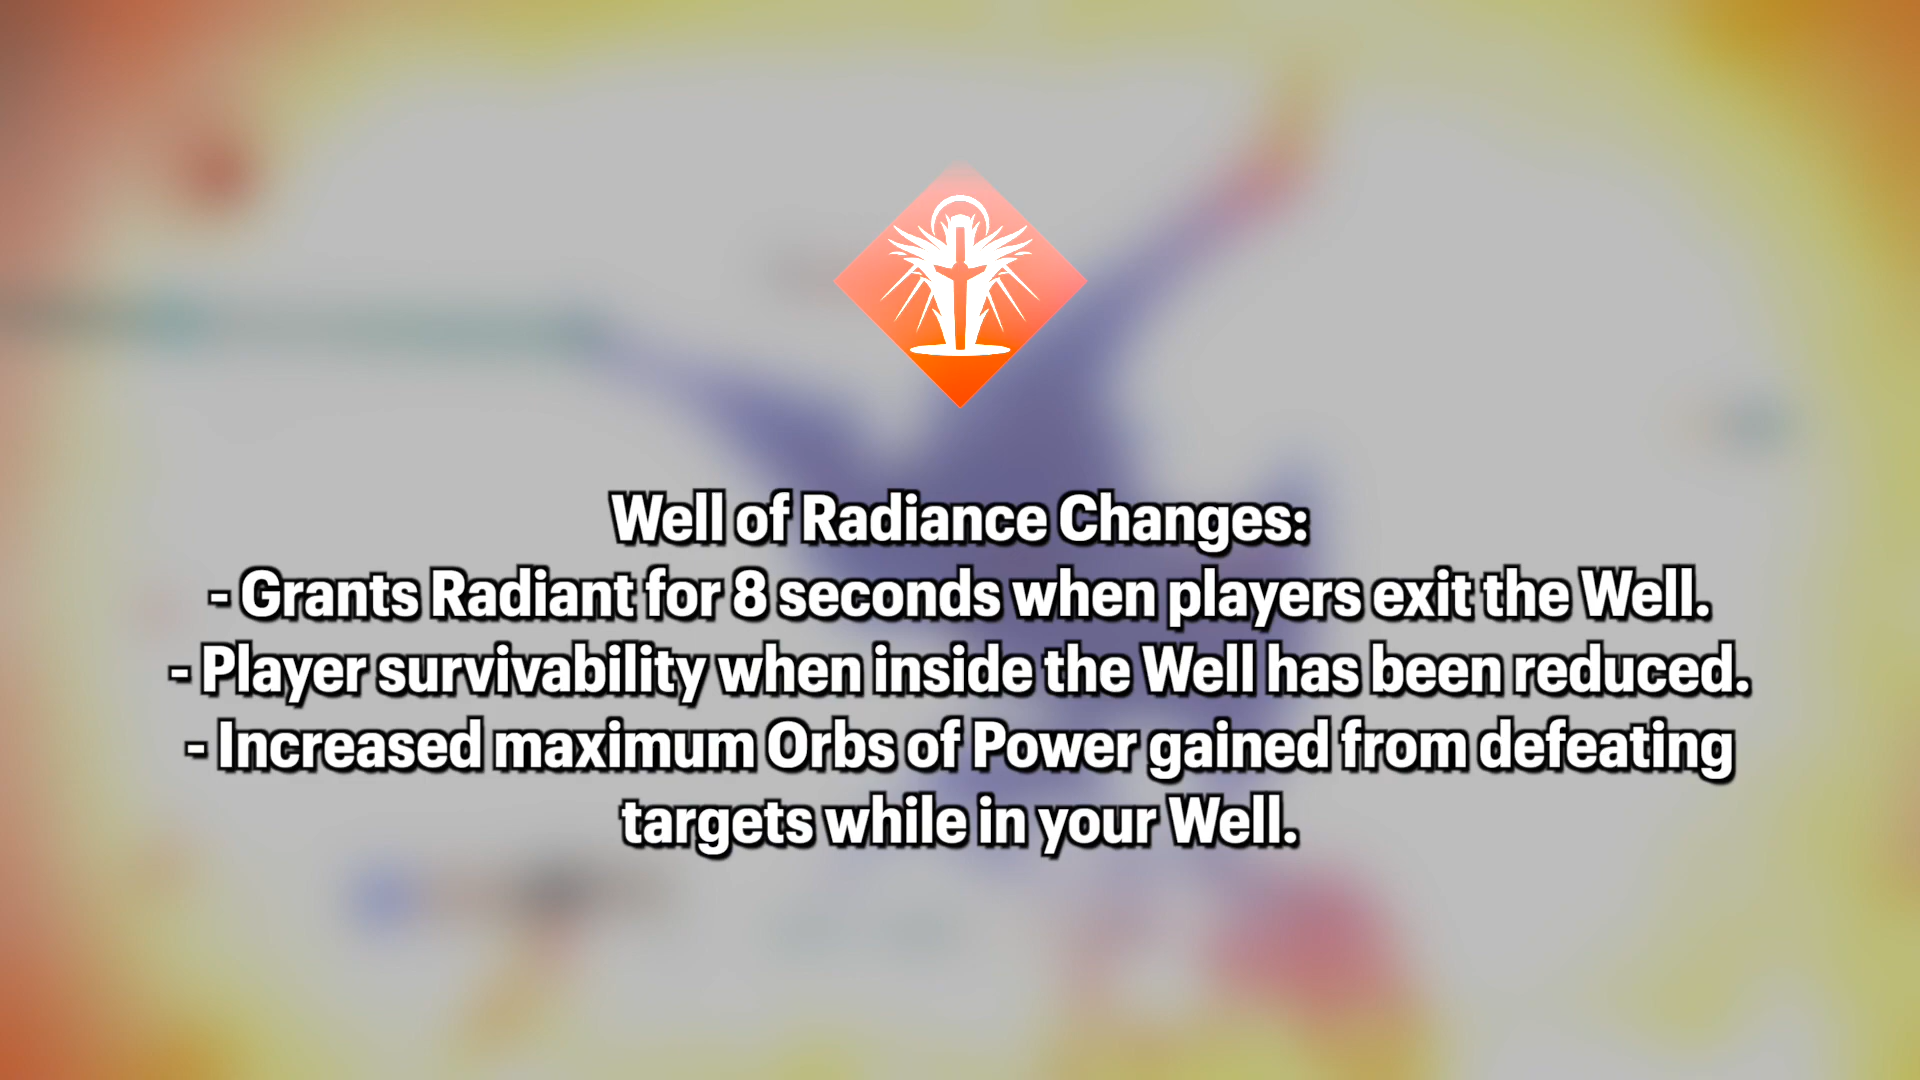 Well of Radiance Changes:
- Grants Radiant for 8 seconds when players exit the Well.
- Player survivability when inside the Well has been reduced.
- Increased maximum Orbs of Power gained from defeating
targets while in your Well.